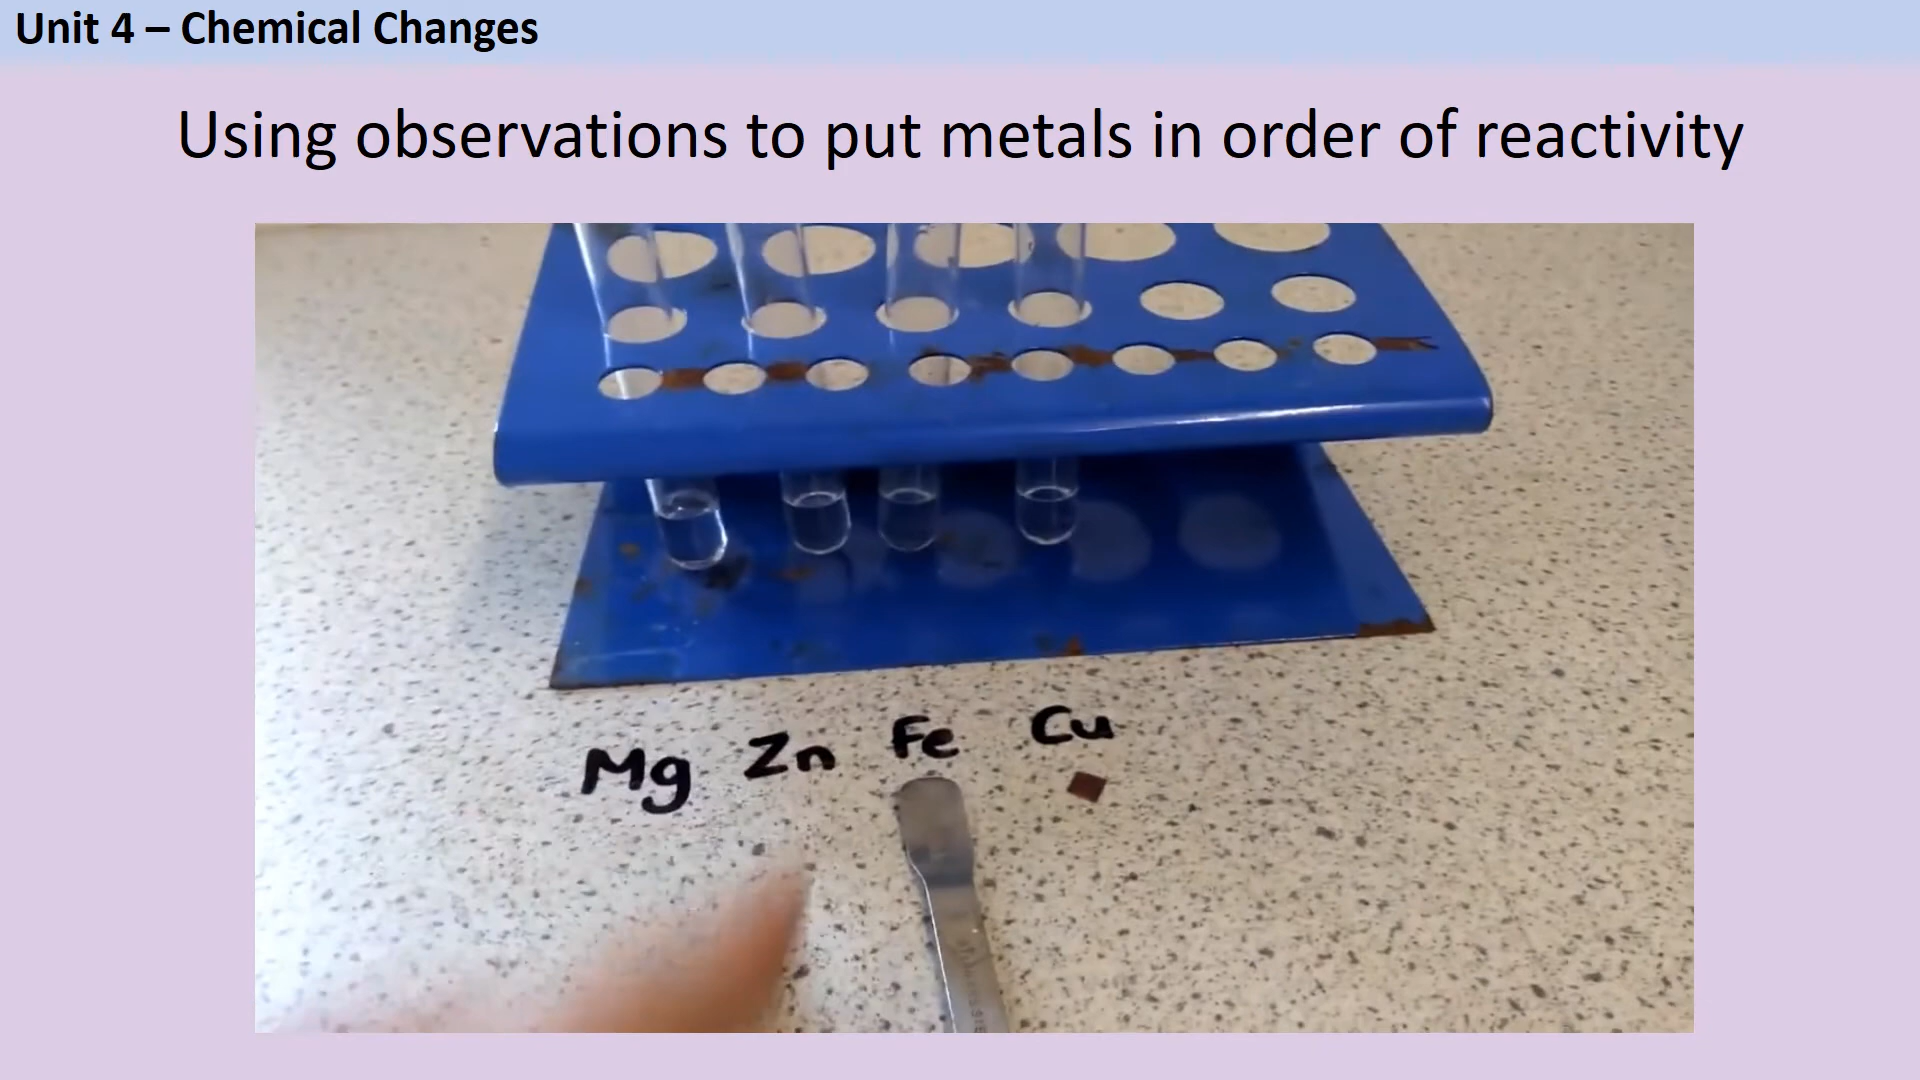 Unit 4 – Chemical Changes
Using observations to put metals in order of reactivity
Mg Zn Fe Cu